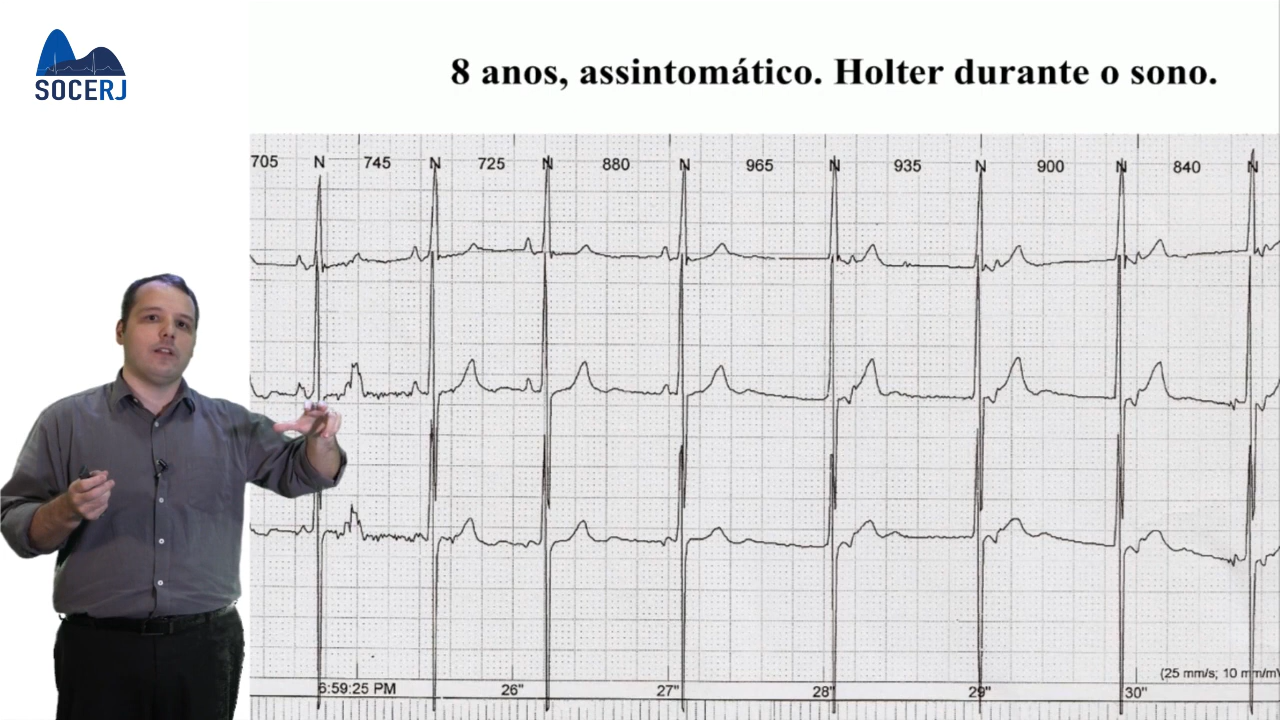 SOCERJ
8 anos, assintomático. Holter durante o sono.
705 N 745 N 725 N 880 N 965 N 935 N 900 N 840 N
(25 mm/s; 10 mm/mV
6:59:25 PM 26" 27" 28" 29" 30"